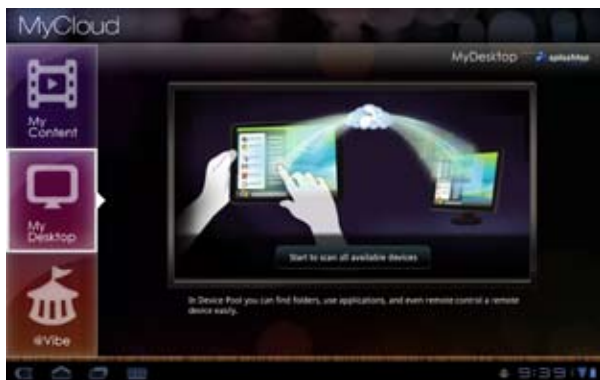 MyCloud
MyDesktop splashtop
My
Content
My
Desktop
@Vibe
Start to scan all available devices
In Device Pool you can find folders, use applications, and even remote control a remote
device easily.
9:39